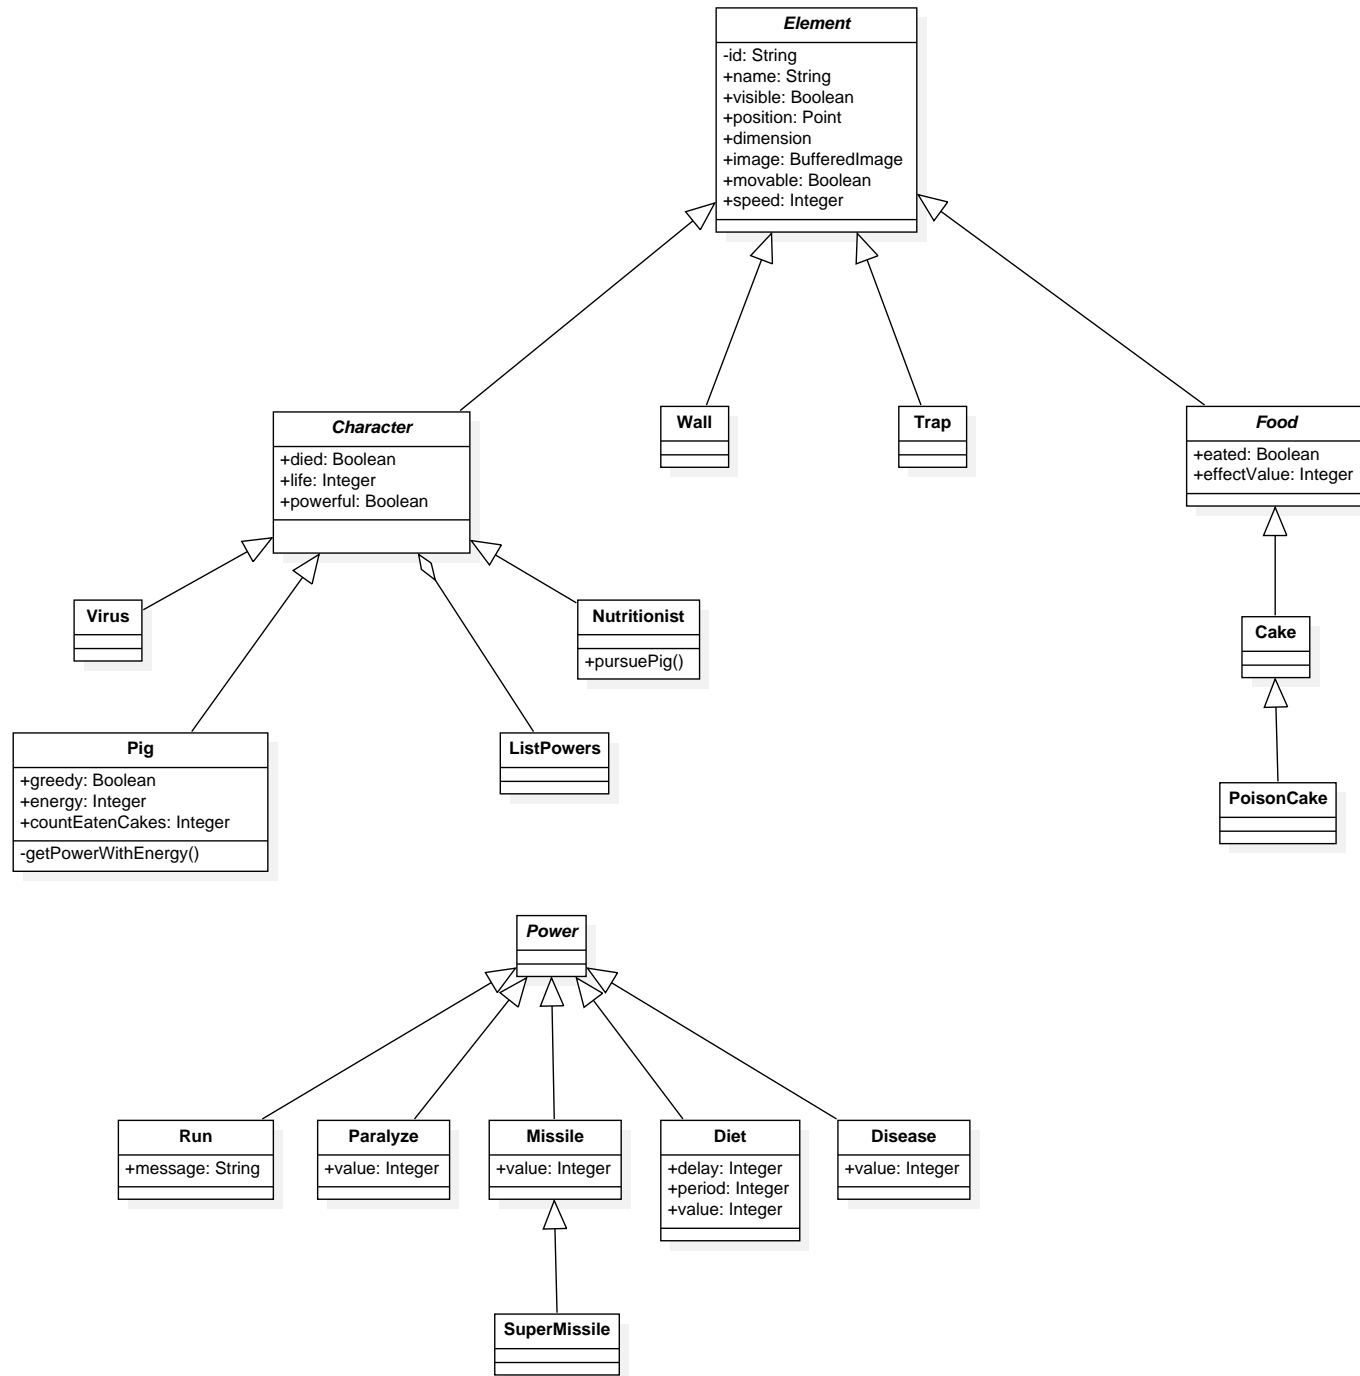 Element
-id: String
+name: String
+visible: Boolean
+position: Point
+dimension
+image: BufferedImage
+movable: Boolean
+speed: Integer
Character
+died: Boolean
+life: Integer
+powerful: Boolean
Wall
Trap
Food
+eated: Boolean
+effectValue: Integer
Virus
Nutritionist
+pursuePig()
Cake
Pig
+greedy: Boolean
+energy: Integer
+countEatenCakes: Integer
-getPowerWithEnergy()
ListPowers
PoisonCake
Power
Run
+message: String
Paralyze
+value: Integer
Missile
+value: Integer
Diet
+delay: Integer
+period: Integer
+value: Integer
Disease
+value: Integer
SuperMissile